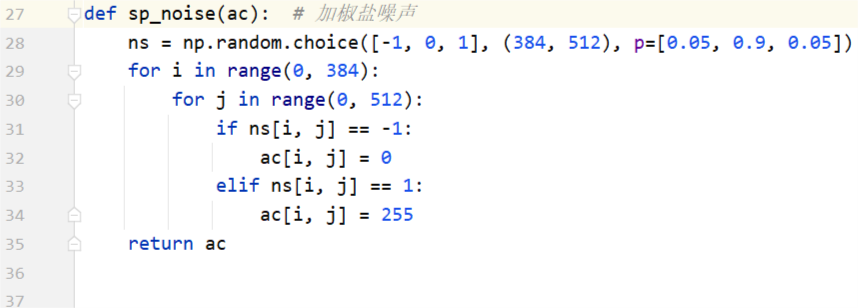 27 def sp_noise(ac):  # 加椒盐噪声
28     ns = np.random.choice([-1, 0, 1], (384, 512), p=[0.05, 0.9, 0.05])
29     for i in range(0, 384):
30         for j in range(0, 512):
31             if ns[i, j] == -1:
32                 ac[i, j] = 0
33             elif ns[i, j] == 1:
34                 ac[i, j] = 255
35     return ac
36
37